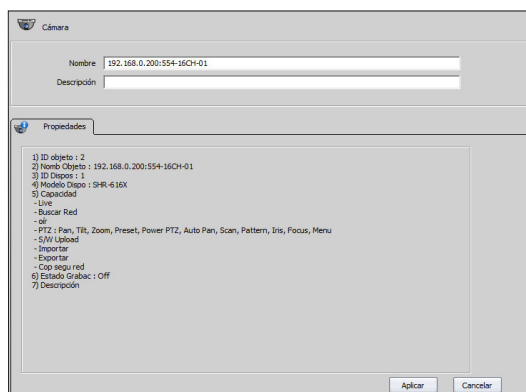 Cámara
Nombre 192.168.0.200:554-16CH-01
Descripción
Propiedades
1) ID objeto : 2
2) Nomb Objeto : 192.168.0.200:554-16CH-01
3) ID Dispos : 1
4) Modelo Dispo : SHR-616X
5) Capacidad
- Live
- Buscar Red
- oír
- PTZ : Pan, Tilt, Zoom, Preset, Power PTZ, Auto Pan, Scan, Pattern, Iris, Focus, Menu
- S/W Upload
- Importar
- Exportar
- Cop segu red
6) Estado Grabac : Off
7) Descripción
Aplicar Cancelar